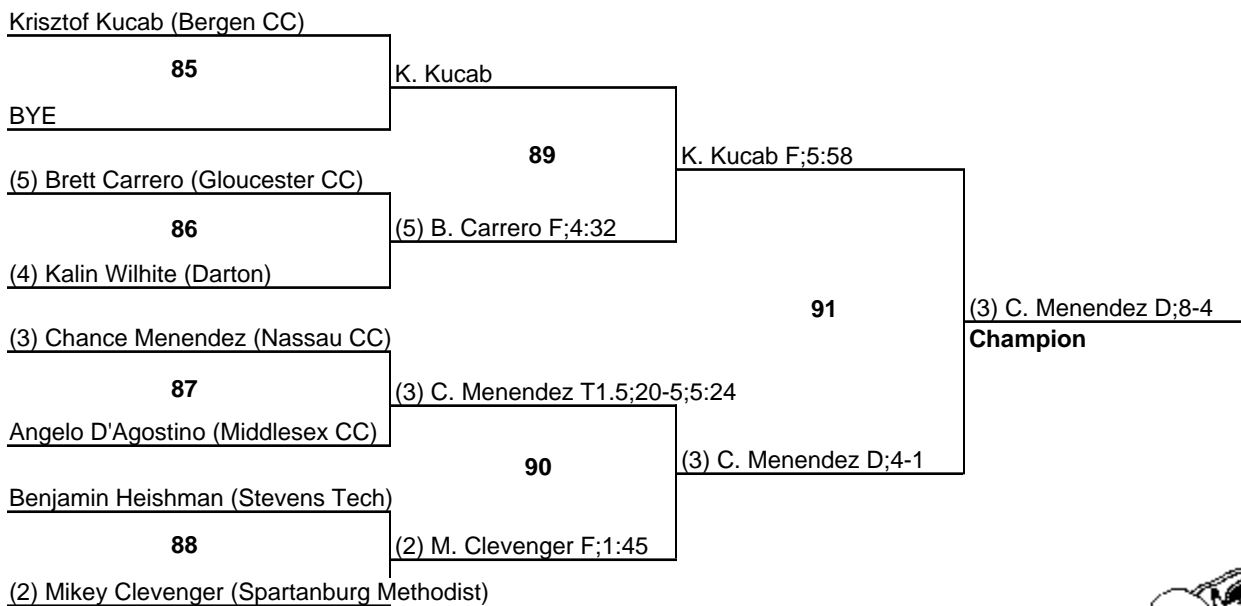 Krisztof Kucab (Bergen CC)
85
K. Kucab
BYE
89
K. Kucab F;5:58
(5) Brett Carrero (Gloucester CC)
86
(5) B. Carrero F;4:32
(4) Kalin Wilhite (Darton)
91
(3) C. Menendez D;8-4
Champion
(3) Chance Menendez (Nassau CC)
87
(3) C. Menendez T1.5;20-5;5:24
Angelo D'Agostino (Middlesex CC)
90
(3) C. Menendez D;4-1
Benjamin Heishman (Stevens Tech)
88
(2) M. Clevenger F;1:45
(2) Mikey Clevenger (Spartanburg Methodist)